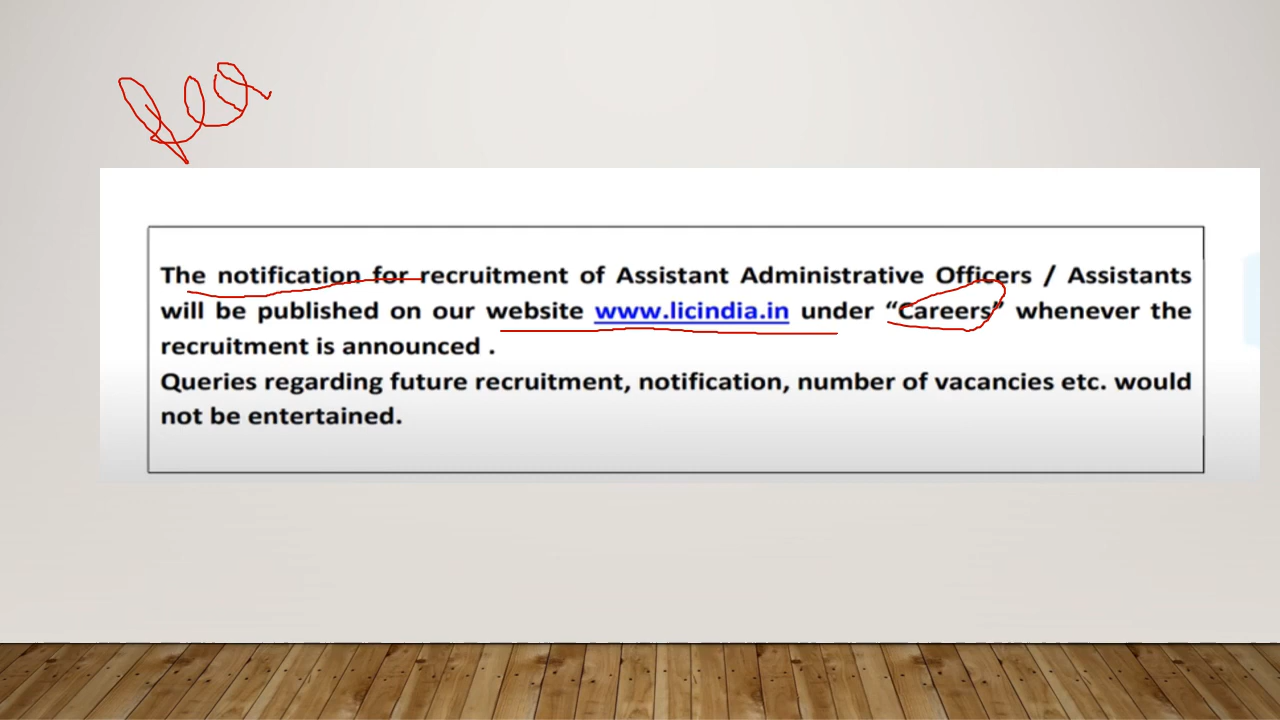 The notification for recruitment of Assistant Administrative Officers / Assistants
will be published on our website www.licindia.in under “Careers” whenever the
recruitment is announced .
Queries regarding future recruitment, notification, number of vacancies etc. would
not be entertained.